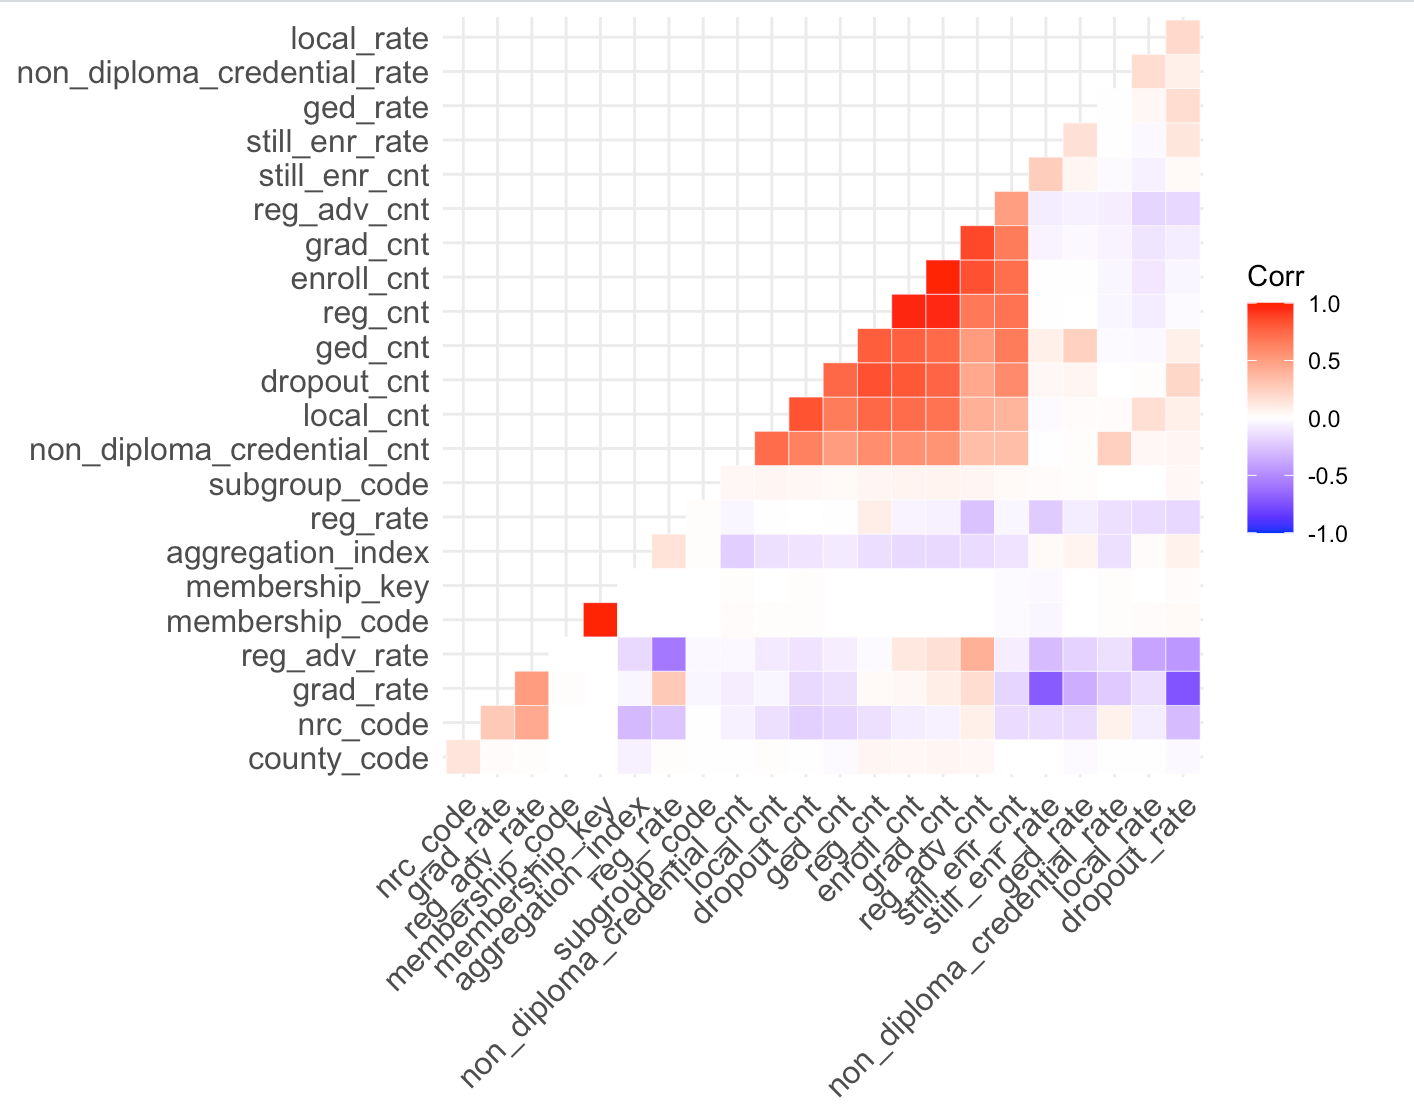 local_rate
non_diploma_credential_rate
ged_rate
still_enr_rate
still_enr_cnt
reg_adv_cnt
grad_cnt
enroll_cnt
reg_cnt
ged_cnt
dropout_cnt
local_cnt
non_diploma_credential_cnt
subgroup_code
reg_rate
aggregation_index
membership_key
membership_code
reg_adv_rate
grad_rate
nrc_code
county_code
nrc_code
grad_rate
reg_adv_rate
membership_code
membership_key
aggregation_index
reg_rate
subgroup_code
non_diploma_credential_cnt
local_cnt
dropout_cnt
ged_cnt
reg_cnt
enroll_cnt
grad_cnt
reg_adv_cnt
still_enr_cnt
still_enr_rate
ged_rate
non_diploma_credential_rate
local_rate
dropout_rate
Corr
1.0
0.5
0.0
-0.5
-1.0